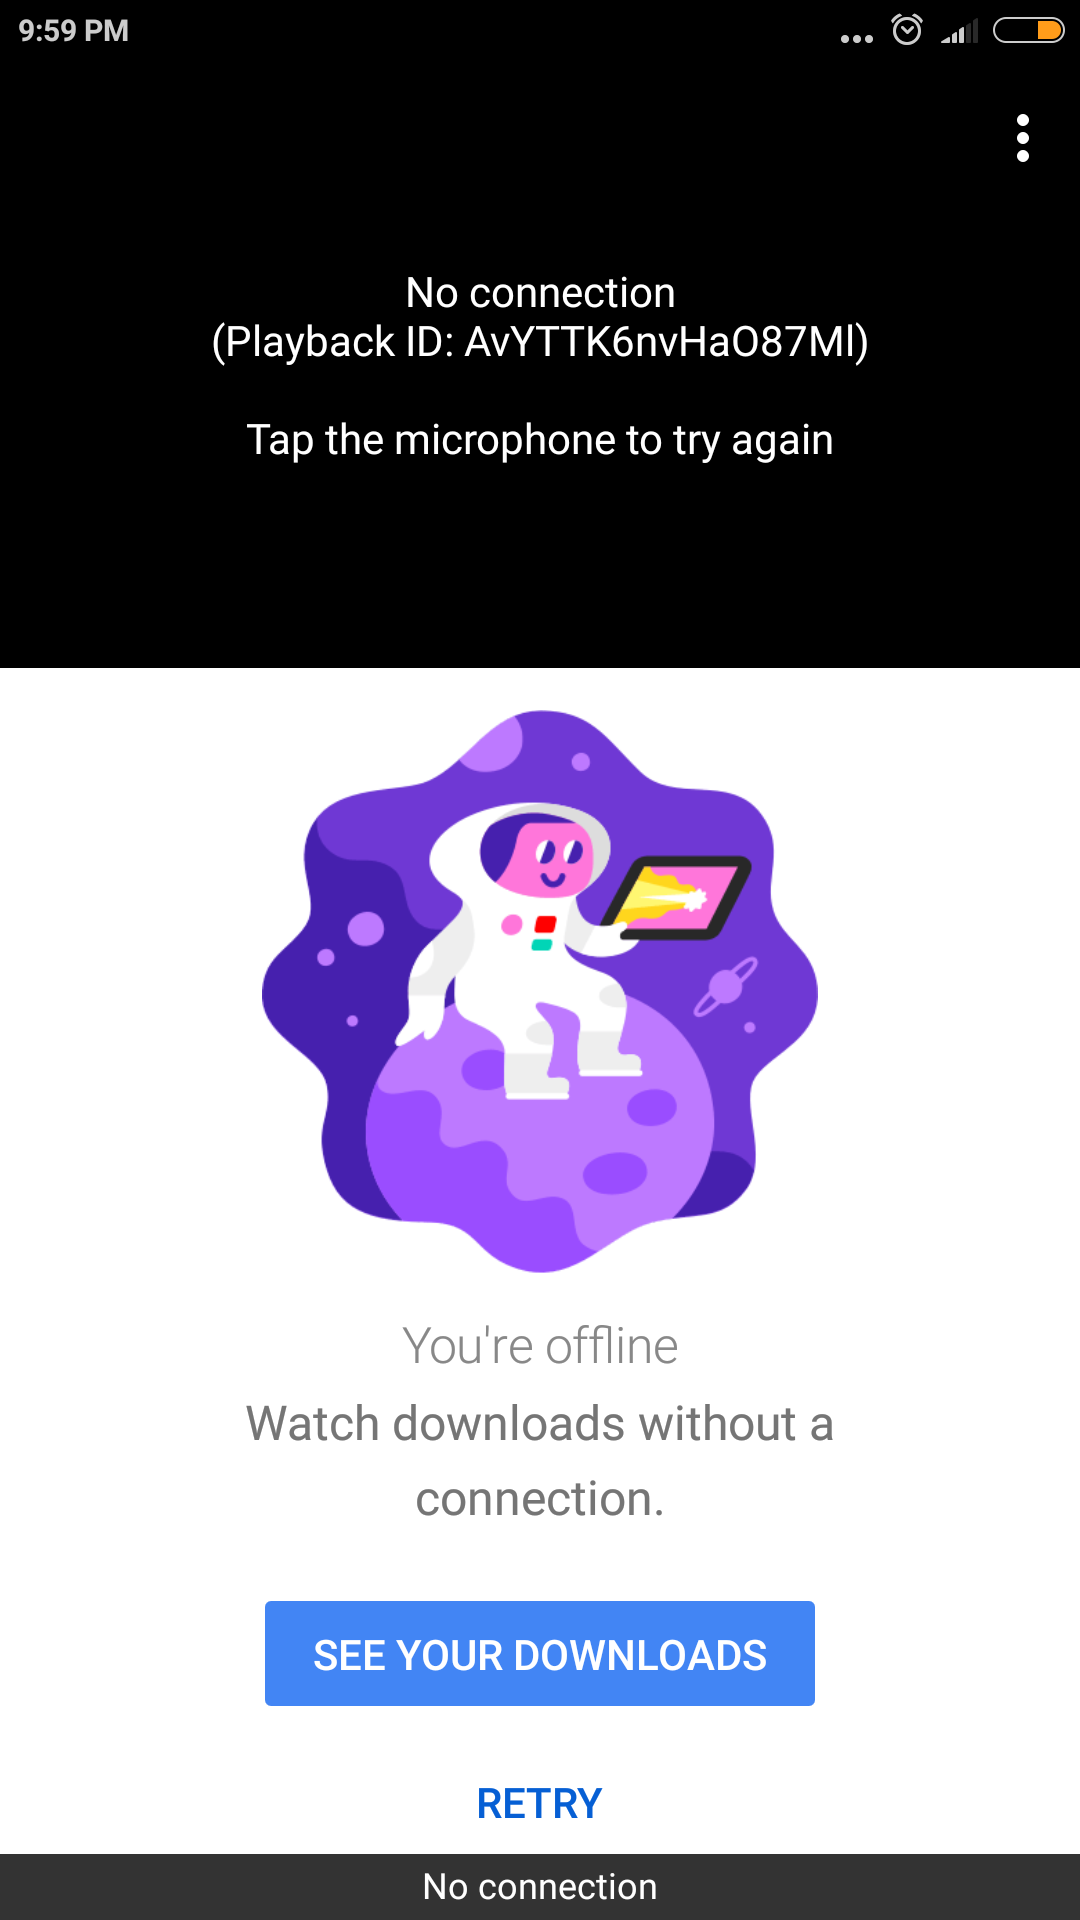 9:59 PM
No connection
(Playback ID: AvYTTK6nvHaO87Ml)
Tap the microphone to try again
You're offline
Watch downloads without a
connection.
SEE YOUR DOWNLOADS
RETRY
No connection